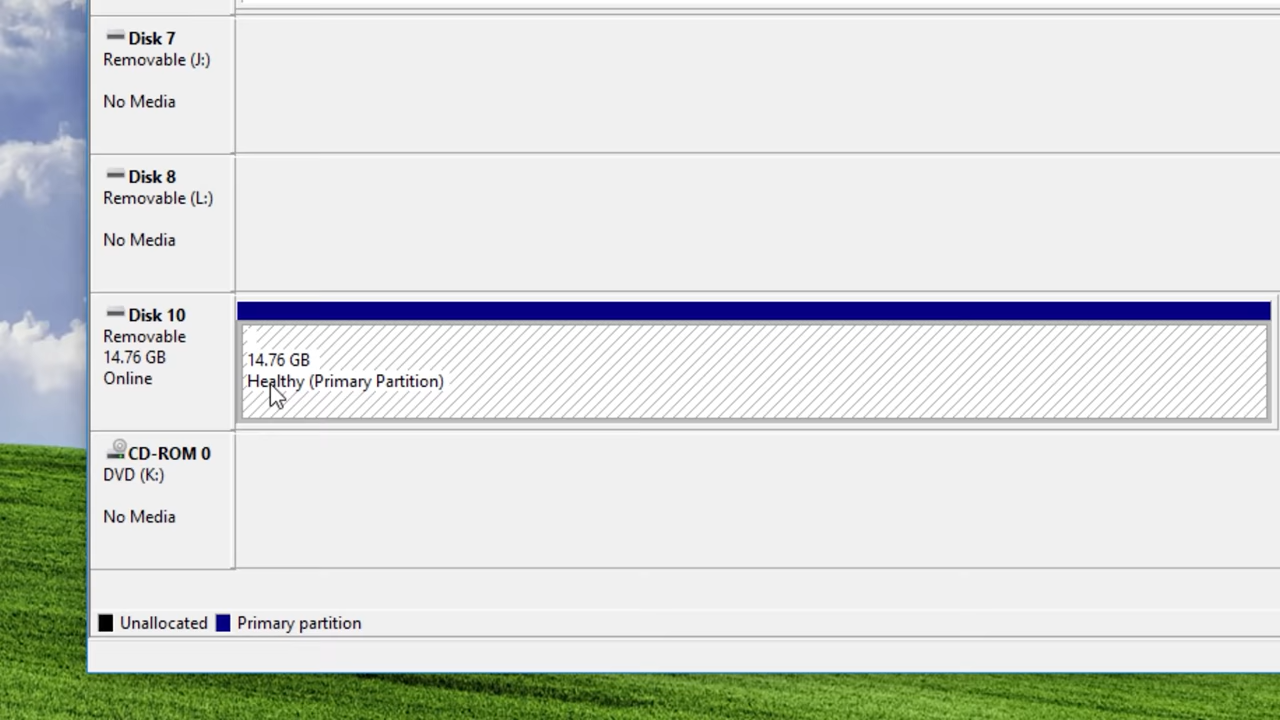 Disk 7
Removable (J:)
No Media
Disk 8
Removable (L:)
No Media
Disk 10
Removable
14.76 GB
Online
14.76 GB
Healthy (Primary Partition)
CD-ROM 0
DVD (K:)
No Media
Unallocated
Primary partition